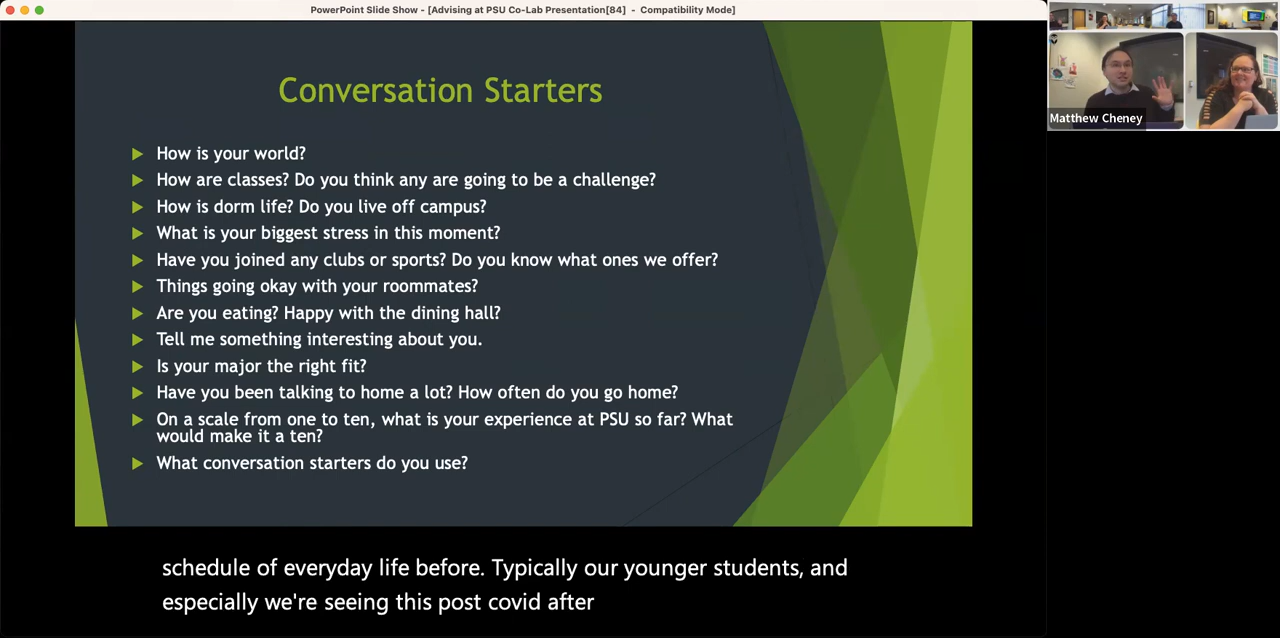 PowerPoint Slide Show - [Advising at PSU Co-Lab Presentation[84] - Compatibility Mode]
Conversation Starters
How is your world?
How are classes? Do you think any are going to be a challenge?
How is dorm life? Do you live off campus?
What is your biggest stress in this moment?
Have you joined any clubs or sports? Do you know what ones we offer?
Things going okay with your roommates?
Are you eating? Happy with the dining hall?
Tell me something interesting about you.
Is your major the right fit?
Have you been talking to home a lot? How often do you go home?
On a scale from one to ten, what is your experience at PSU so far? What
would make it a ten?
What conversation starters do you use?
Matthew Cheney
schedule of everyday life before. Typically our younger students, and
especially we're seeing this post covid after